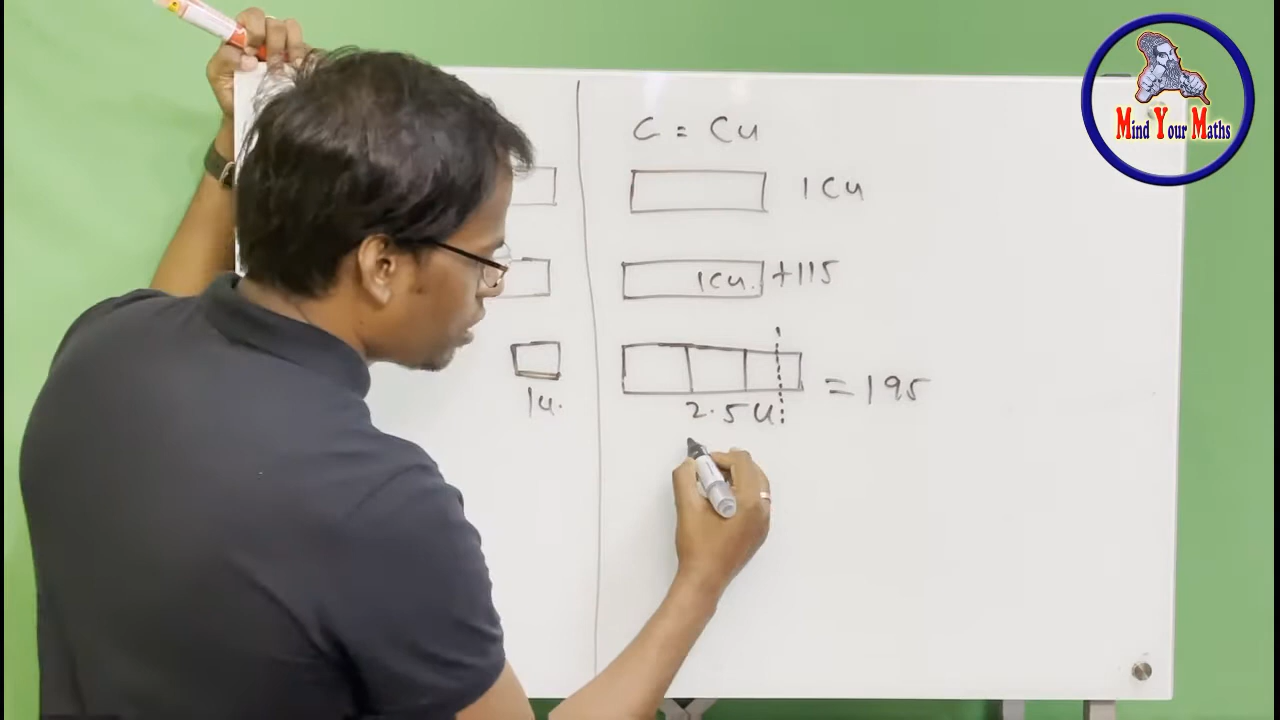 Mind Your Maths
C = Cu
1Cu
1Cu. +115
2.5u = 195
1u.